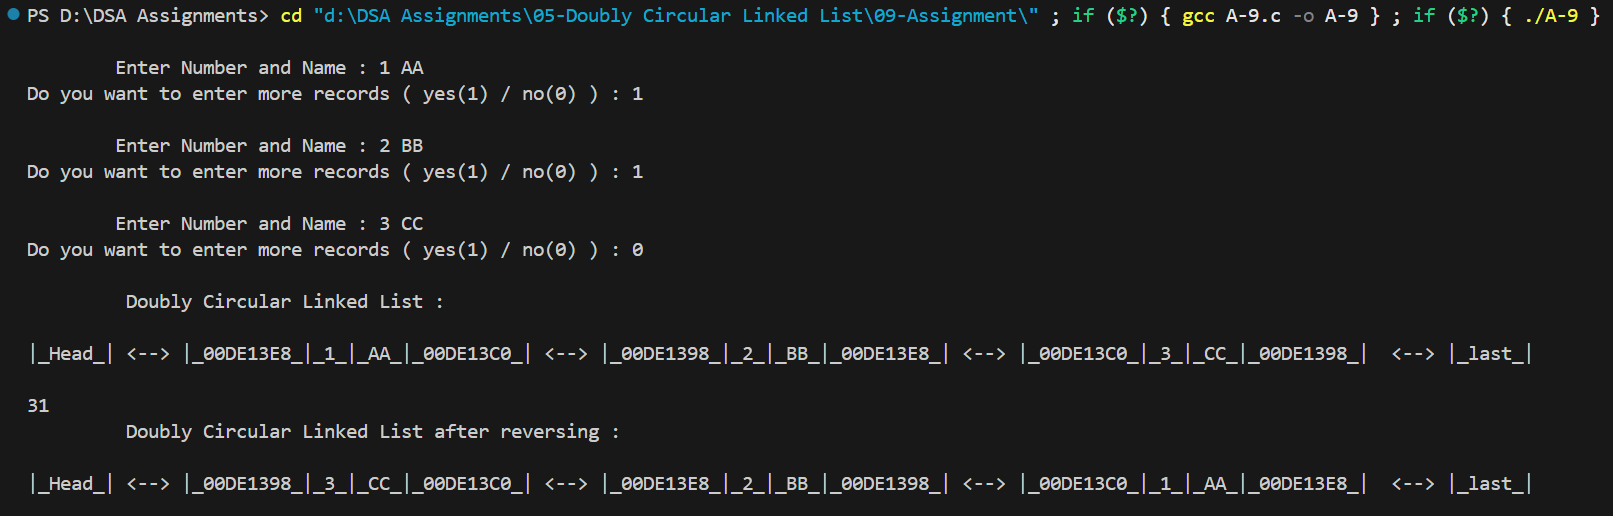 PS D:\DSA Assignments> cd "d:\DSA Assignments\05-Doubly Circular Linked List\09-Assignment\" ; if ($?) { gcc A-9.c -o A-9 } ; if ($?) { ./A-9 }
Enter Number and Name : 1 AA
Do you want to enter more records ( yes(1) / no(0) ) : 1
Enter Number and Name : 2 BB
Do you want to enter more records ( yes(1) / no(0) ) : 1
Enter Number and Name : 3 CC
Do you want to enter more records ( yes(1) / no(0) ) : 0
Doubly Circular Linked List :
|_Head_| <--> |_00DE13E8_|_1_|_AA_|_00DE13C0_| <--> |_00DE1398_|_2_|_BB_|_00DE13E8_| <--> |_00DE13C0_|_3_|_CC_|_00DE1398_|  <--> |_last_|
31
Doubly Circular Linked List after reversing :
|_Head_| <--> |_00DE1398_|_3_|_CC_|_00DE13C0_| <--> |_00DE13E8_|_2_|_BB_|_00DE1398_| <--> |_00DE13C0_|_1_|_AA_|_00DE13E8_|  <--> |_last_|